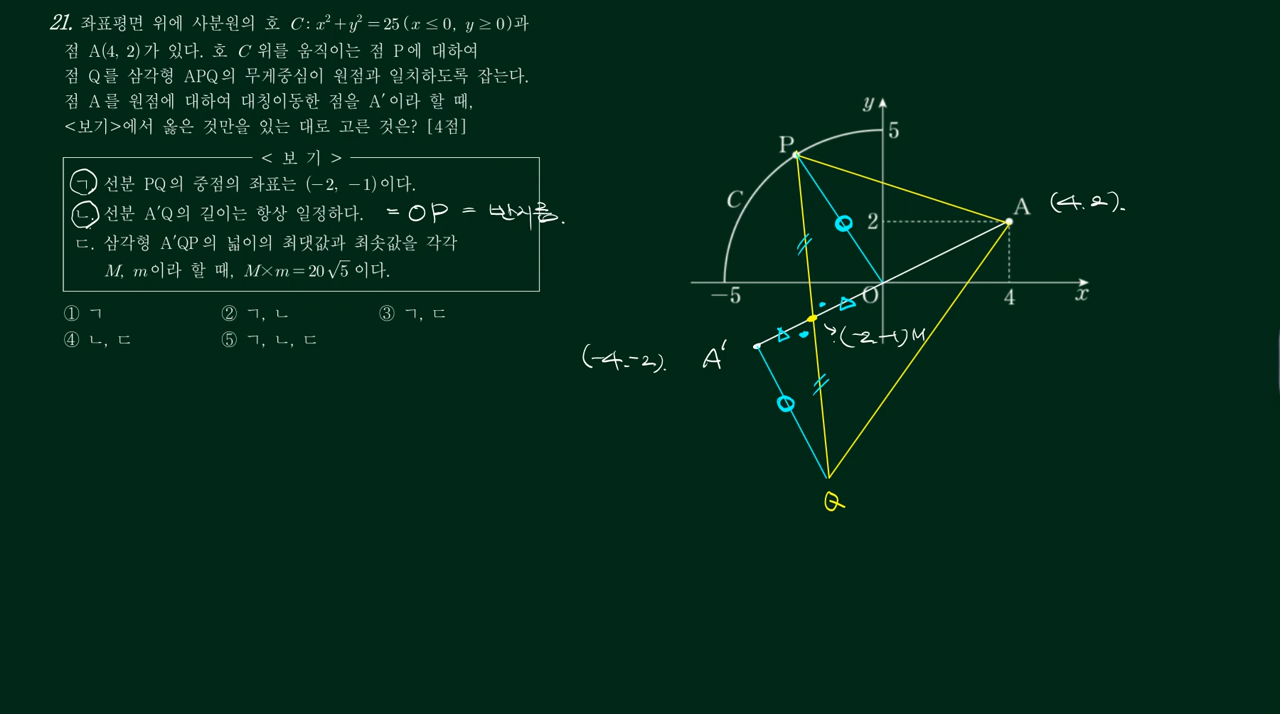 21. 좌표평면 위에 사분원의 호 C: x²+y²=25 (x≤0, y≥0)과
점 A(4, 2)가 있다. 호 C 위를 움직이는 점 P에 대하여
점 Q를 삼각형 APQ의 무게중심이 원점과 일치하도록 잡는다.
점 A를 원점에 대하여 대칭이동한 점을 A′이라 할 때,
<보기>에서 옳은 것만을 있는 대로 고른 것은? [4점]
< 보 기 >
ㄱ. 선분 PQ의 중점의 좌표는 (−2, −1)이다.
ㄴ. 선분 A′Q의 길이는 항상 일정하다. = OP = 반지름.
ㄷ. 삼각형 A′QP의 넓이의 최댓값과 최솟값을 각각
M, m이라 할 때, M×m=20√5이다.
① ㄱ ② ㄱ, ㄴ ③ ㄱ, ㄷ
④ ㄴ, ㄷ ⑤ ㄱ, ㄴ, ㄷ
y
5
P
C
2
A (4, 2).
−5
O
4
x
(−2 −1) M
(−4, −2). A′
Q